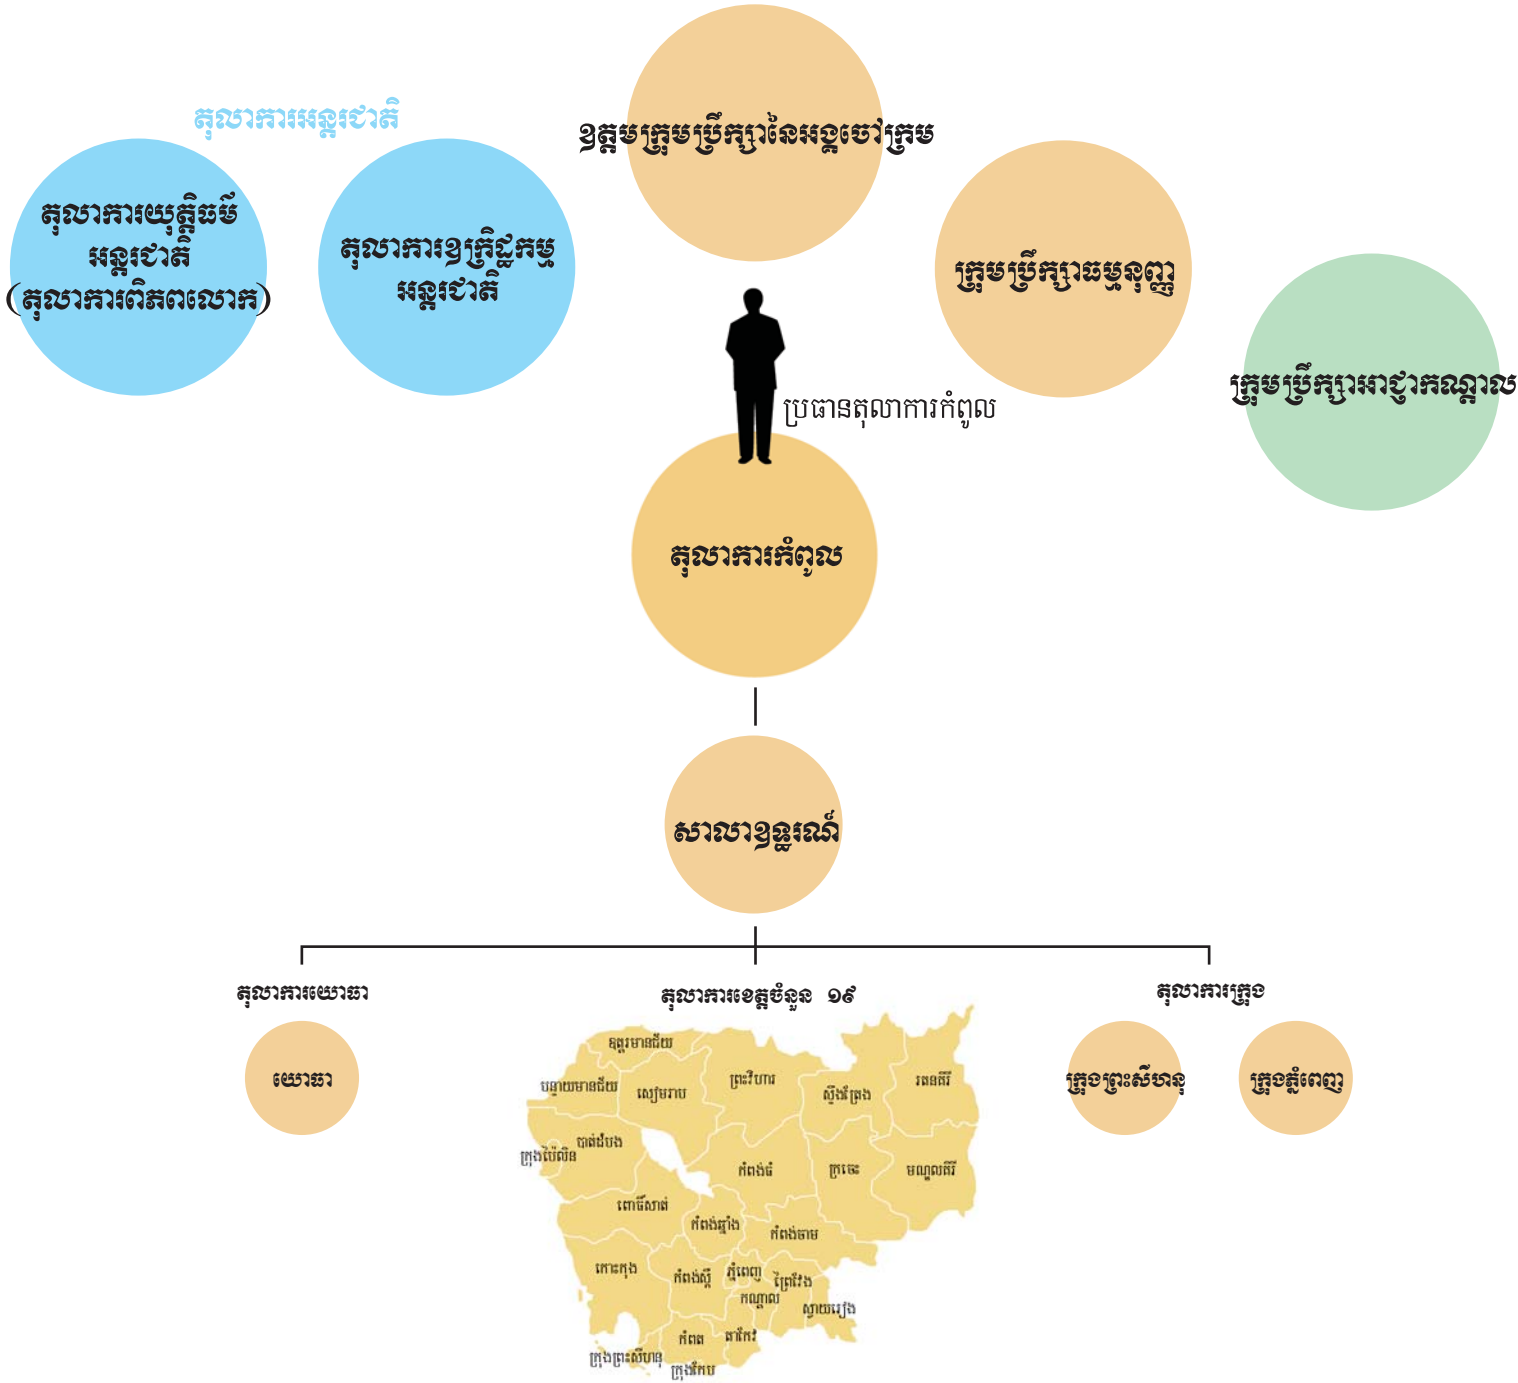 តុលាការអន្តរជាតិ
ឧត្តមក្រុមប្រឹក្សានៃអង្គចៅក្រម
តុលាការយុត្តិធម៌
អន្តរជាតិ
(តុលាការពិភពលោក)
តុលាការឧក្រិដ្ឋកម្ម
អន្តរជាតិ
ក្រុមប្រឹក្សាធម្មនុញ្ញ
ក្រុមប្រឹក្សាអាជ្ញាកណ្តាល
ប្រធានតុលាការកំពូល
តុលាការកំពូល
សាលាឧទ្ធរណ៍
តុលាការយោធា
តុលាការខេត្តចំនួន ១៩
តុលាការក្រុង
យោធា
ក្រុងព្រះសីហនុ
ក្រុងភ្នំពេញ
ឧត្តរមានជ័យ
បន្ទាយមានជ័យ
សៀមរាប
ព្រះវិហារ
ស្ទឹងត្រែង
រតនគីរី
បាត់ដំបង
ក្រុងប៉ៃលិន
កំពង់ធំ
ក្រចេះ
មណ្ឌលគីរី
ពោធិ៍សាត់
កំពង់ឆ្នាំង
កំពង់ចាម
កោះកុង
កំពង់ស្ពឺ
ភ្នំពេញ
ព្រៃវែង
កណ្តាល
ស្វាយរៀង
កំពត
តាកែវ
ក្រុងព្រះសីហនុ
ក្រុងកែប